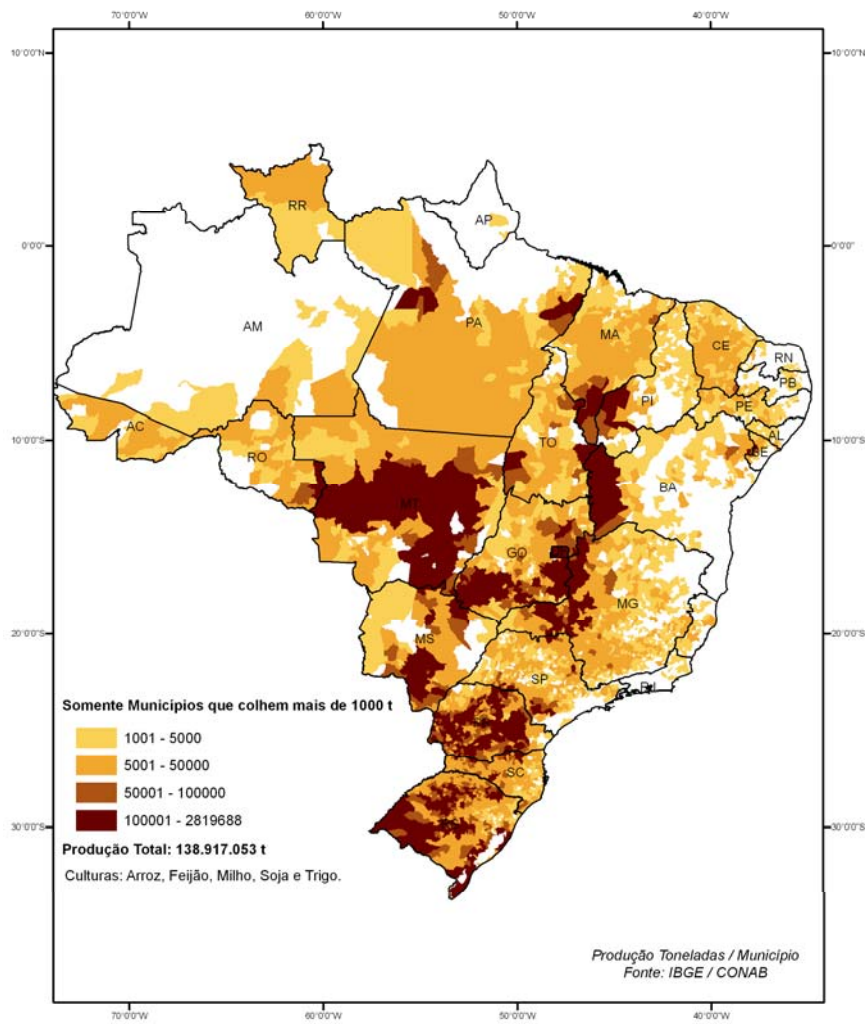 70°0'0"W 60°0'0"W 50°0'0"W 40°0'0"W
10°0'0"N 10°0'0"N
RR
AP
0°0'0" 0°0'0"
AM
PA
MA
CE
RN
PB
PI
PE
AC
AL
10°0'0"S 10°0'0"S
TO
SE
RO
BA
MT
GO
MG
MS
20°0'0"S 20°0'0"S
SP
RJ
Somente Municípios que colhem mais de 1000 t
1001 - 5000
5001 - 50000
SC
50001 - 100000
100001 - 2819688
30°0'0"S 30°0'0"S
Produção Total: 138.917.053 t
Culturas: Arroz, Feijão, Milho, Soja e Trigo.
Produção Toneladas / Município
Fonte: IBGE / CONAB
70°0'0"W 60°0'0"W 50°0'0"W 40°0'0"W